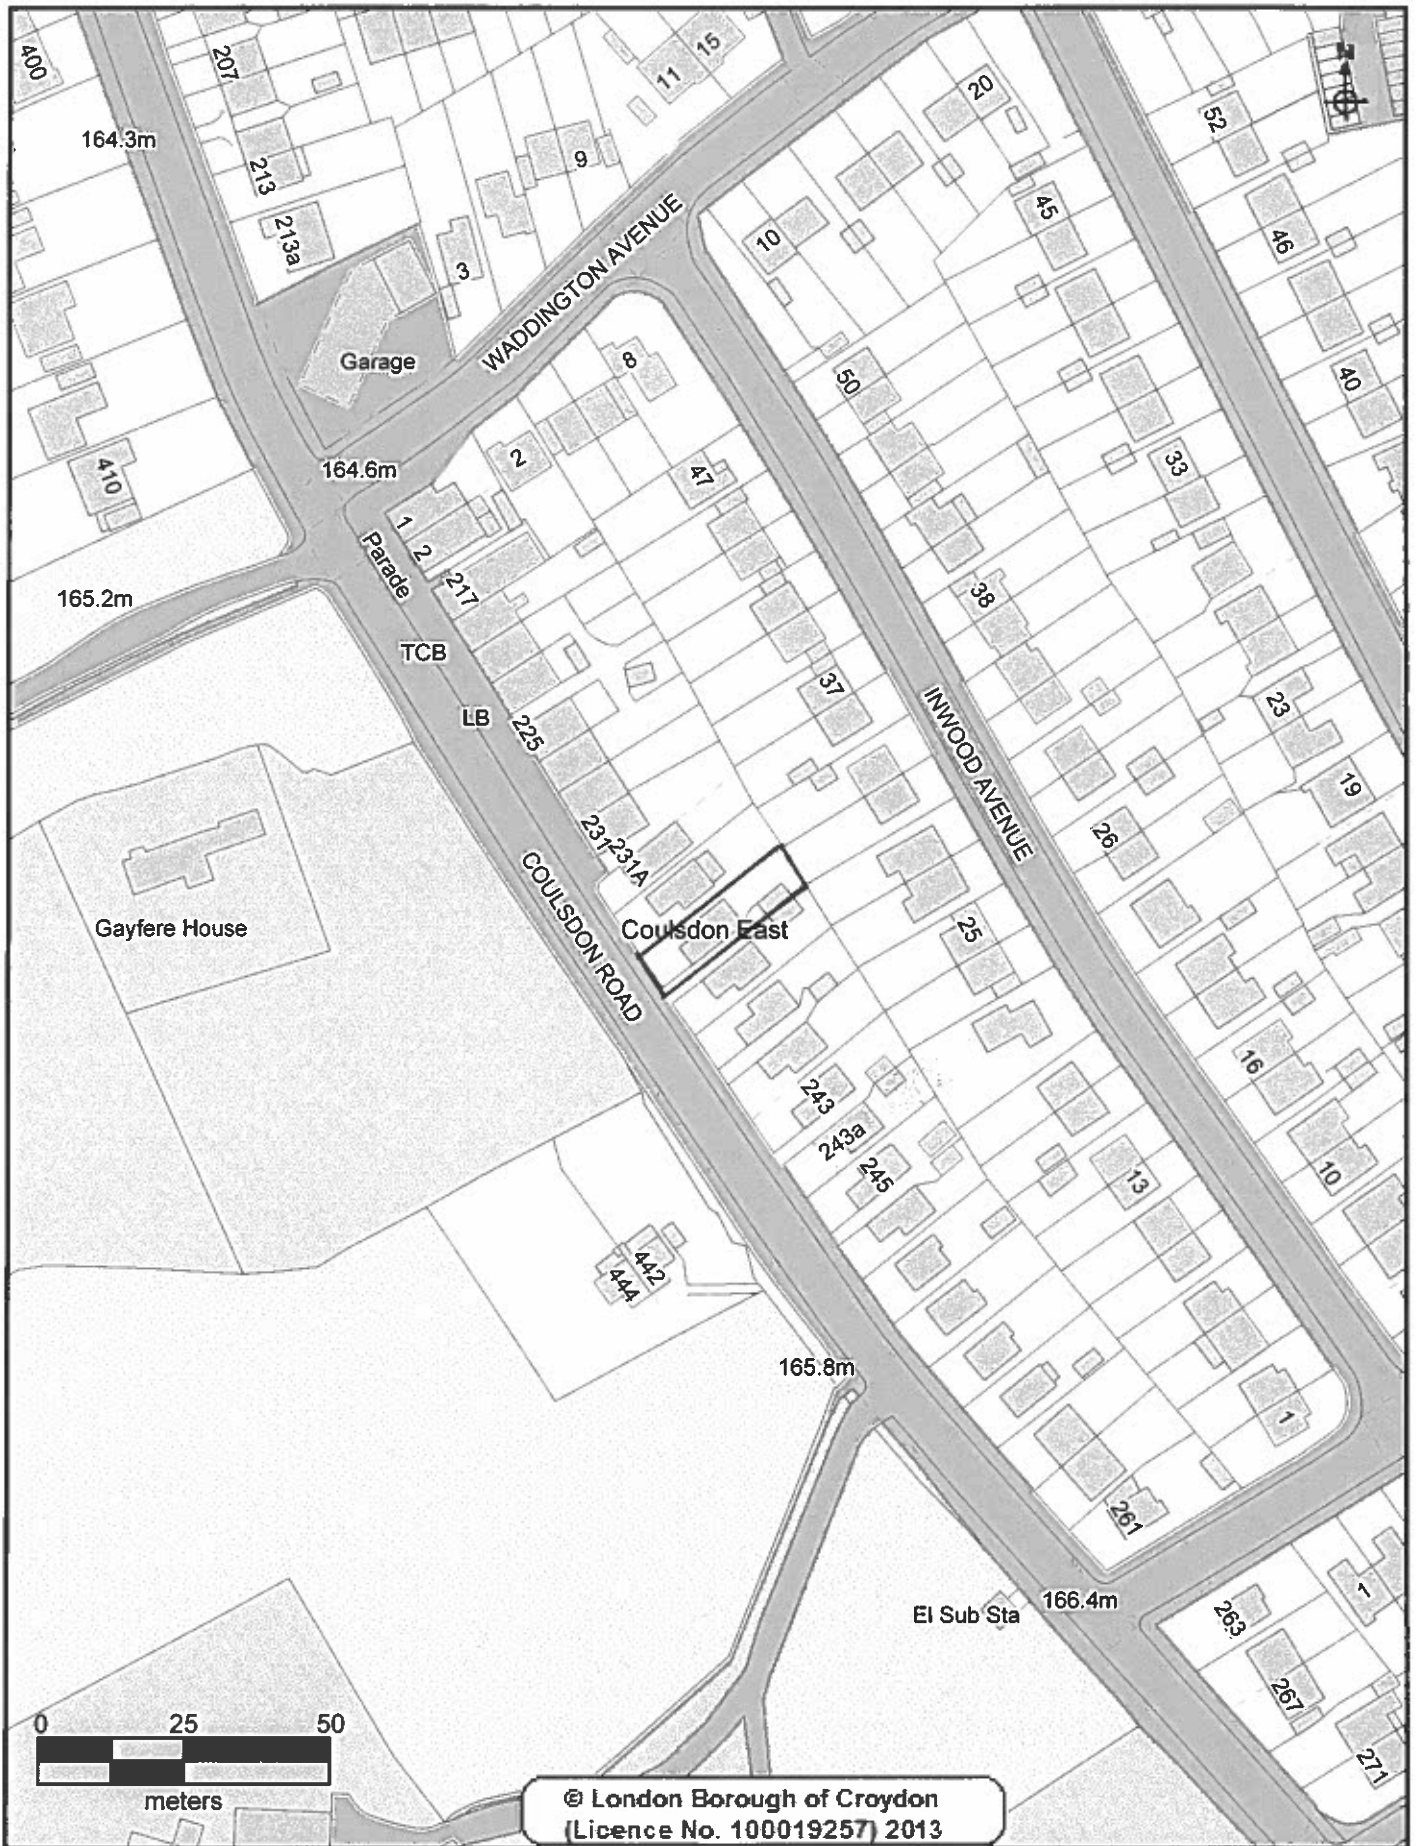 400
207
11
15
20
52
N
164.3m
213
9
45
213a
3
10
46
WADDINGTON AVENUE
Garage
8
50
40
410
164.6m
2
47
33
1
2
Parade
217
165.2m
38
TCB
37
LB
225
INWOOD AVENUE
23
19
231
231A
26
COULSDON ROAD
Gayfere House
Coulsdon East
25
16
243
243a
245
13
10
442
444
165.8m
1
261
El Sub Sta
166.4m
263
1
267
271
0 25 50
meters
© London Borough of Croydon
(Licence No. 100019257) 2013